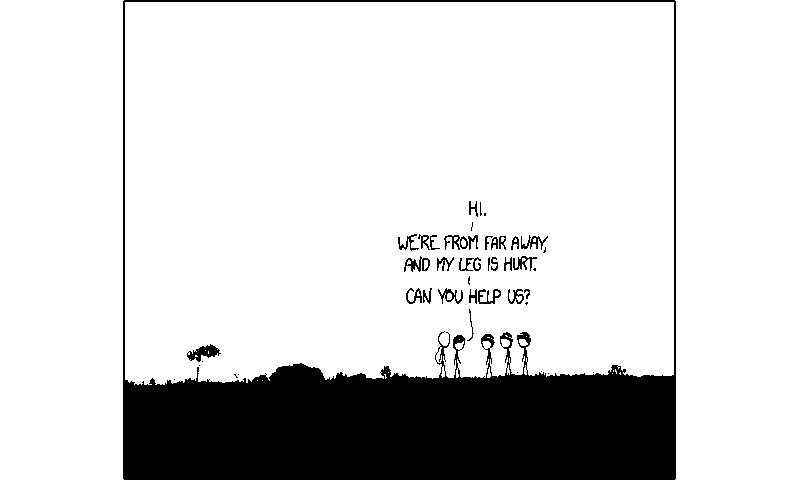 HI.
WE'RE FROM FAR AWAY,
AND MY LEG IS HURT.
CAN YOU HELP US?